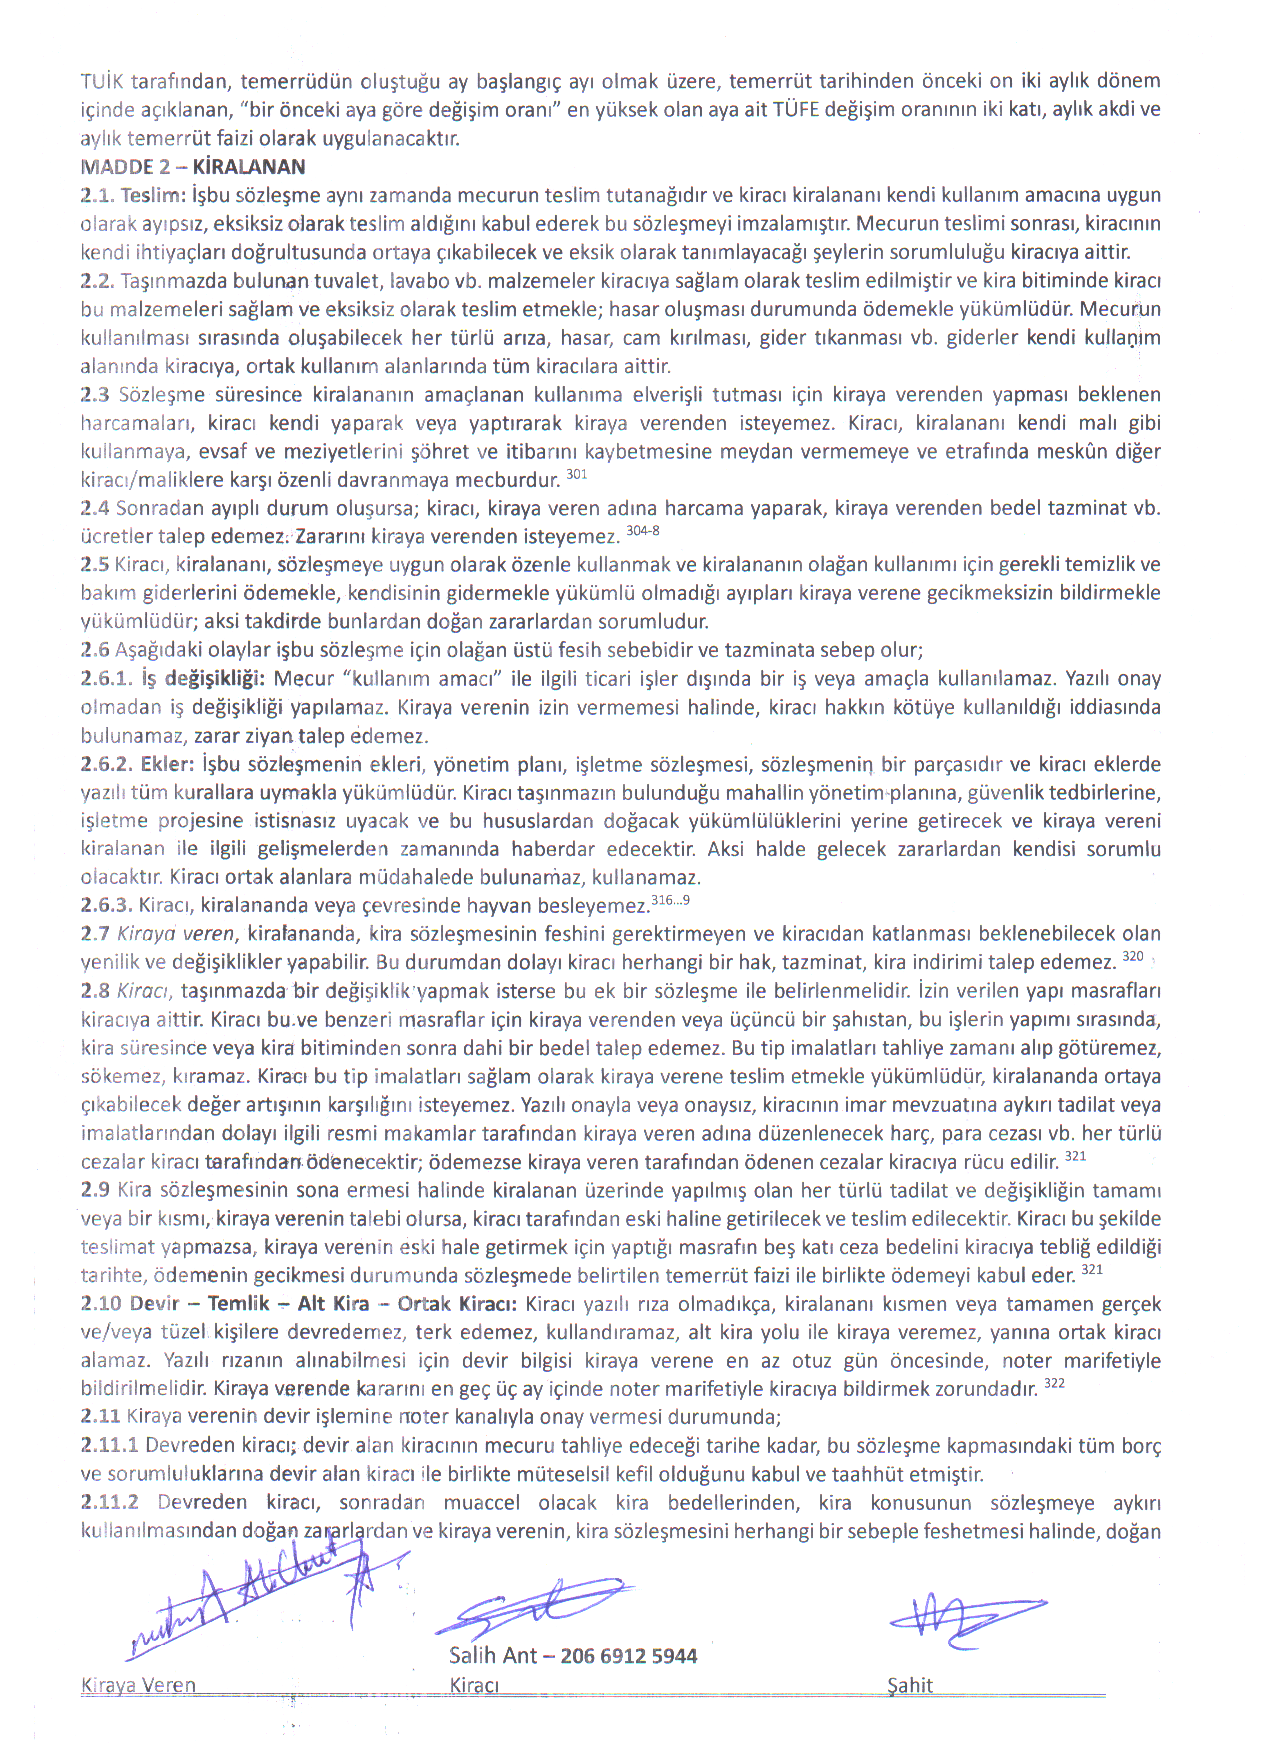 TUİK tarafından, temerrüdün oluştuğu ay başlangıç ayı olmak üzere, temerrüt tarihinden önceki on iki aylık dönem
içinde açıklanan, "bir önceki aya göre değişim oranı" en yüksek olan aya ait TÜFE değişim oranının iki katı, aylık akdi ve
aylık temerrüt faizi olarak uygulanacaktır.
MADDE 2 – KİRALANAN
2.1. Teslim: İşbu sözleşme aynı zamanda mecurun teslim tutanağıdır ve kiracı kiralananı kendi kullanım amacına uygun
olarak ayıpsız, eksiksiz olarak teslim aldığını kabul ederek bu sözleşmeyi imzalamıştır. Mecurun teslimi sonrası, kiracının
kendi ihtiyaçları doğrultusunda ortaya çıkabilecek ve eksik olarak tanımlayacağı şeylerin sorumluluğu kiracıya aittir.
2.2. Taşınmazda bulunan tuvalet, lavabo vb. malzemeler kiracıya sağlam olarak teslim edilmiştir ve kira bitiminde kiracı
bu malzemeleri sağlam ve eksiksiz olarak teslim etmekle; hasar oluşması durumunda ödemekle yükümlüdür. Mecurun
kullanılması sırasında oluşabilecek her türlü arıza, hasar, cam kırılması, gider tıkanması vb. giderler kendi kullanım
alanında kiracıya, ortak kullanım alanlarında tüm kiracılara aittir.
2.3 Sözleşme süresince kiralananın amaçlanan kullanıma elverişli tutması için kiraya verenden yapması beklenen
harcamaları, kiracı kendi yaparak veya yaptırarak kiraya verenden isteyemez. Kiracı, kiralananı kendi malı gibi
kullanmaya, evsaf ve meziyetlerini şöhret ve itibarını kaybetmesine meydan vermemeye ve etrafında meskûn diğer
kiracı/maliklere karşı özenli davranmaya mecburdur. 301
2.4 Sonradan ayıplı durum oluşursa; kiracı, kiraya veren adına harcama yaparak, kiraya verenden bedel tazminat vb.
ücretler talep edemez. Zararını kiraya verenden isteyemez. 304-8
2.5 Kiracı, kiralananı, sözleşmeye uygun olarak özenle kullanmak ve kiralananın olağan kullanımı için gerekli temizlik ve
bakım giderlerini ödemekle, kendisinin gidermekle yükümlü olmadığı ayıpları kiraya verene gecikmeksizin bildirmekle
yükümlüdür; aksi takdirde bunlardan doğan zararlardan sorumludur.
2.6 Aşağıdaki olaylar işbu sözleşme için olağan üstü fesih sebebidir ve tazminata sebep olur;
2.6.1. İş değişikliği: Mecur "kullanım amacı" ile ilgili ticari işler dışında bir iş veya amaçla kullanılamaz. Yazılı onay
olmadan iş değişikliği yapılamaz. Kiraya verenin izin vermemesi halinde, kiracı hakkın kötüye kullanıldığı iddiasında
bulunamaz, zarar ziyan talep edemez.
2.6.2. Ekler: İşbu sözleşmenin ekleri, yönetim planı, işletme sözleşmesi, sözleşmenin bir parçasıdır ve kiracı eklerde
yazılı tüm kurallara uymakla yükümlüdür. Kiracı taşınmazın bulunduğu mahallin yönetim planına, güvenlik tedbirlerine,
işletme projesine istisnasız uyacak ve bu hususlardan doğacak yükümlülüklerini yerine getirecek ve kiraya vereni
kiralanan ile ilgili gelişmelerden zamanında haberdar edecektir. Aksi halde gelecek zararlardan kendisi sorumlu
olacaktır. Kiracı ortak alanlara müdahalede bulunamaz, kullanamaz.
2.6.3. Kiracı, kiralananda veya çevresinde hayvan besleyemez.316...9
2.7 Kiraya veren, kiralananda, kira sözleşmesinin feshini gerektirmeyen ve kiracıdan katlanması beklenebilecek olan
yenilik ve değişiklikler yapabilir. Bu durumdan dolayı kiracı herhangi bir hak, tazminat, kira indirimi talep edemez. 320
2.8 Kiracı, taşınmazda bir değişiklik yapmak isterse bu ek bir sözleşme ile belirlenmelidir. İzin verilen yapı masrafları
kiracıya aittir. Kiracı bu ve benzeri masraflar için kiraya verenden veya üçüncü bir şahıstan, bu işlerin yapımı sırasında,
kira süresince veya kira bitiminden sonra dahi bir bedel talep edemez. Bu tip imalatları tahliye zamanı alıp götüremez,
sökemez, kıramaz. Kiracı bu tip imalatları sağlam olarak kiraya verene teslim etmekle yükümlüdür, kiralananda ortaya
çıkabilecek değer artışının karşılığını isteyemez. Yazılı onayla veya onaysız, kiracının imar mevzuatına aykırı tadilat veya
imalatlarından dolayı ilgili resmi makamlar tarafından kiraya veren adına düzenlenecek harç, para cezası vb. her türlü
cezalar kiracı tarafından ödenecektir; ödemezse kiraya veren tarafından ödenen cezalar kiracıya rücu edilir. 321
2.9 Kira sözleşmesinin sona ermesi halinde kiralanan üzerinde yapılmış olan her türlü tadilat ve değişikliğin tamamı
veya bir kısmı, kiraya verenin talebi olursa, kiracı tarafından eski haline getirilecek ve teslim edilecektir. Kiracı bu şekilde
teslimat yapmazsa, kiraya verenin eski hale getirmek için yaptığı masrafın beş katı ceza bedelini kiracıya tebliğ edildiği
tarihte, ödemenin gecikmesi durumunda sözleşmede belirtilen temerrüt faizi ile birlikte ödemeyi kabul eder. 321
2.10 Devir – Temlik – Alt Kira – Ortak Kiracı: Kiracı yazılı rıza olmadıkça, kiralananı kısmen veya tamamen gerçek
ve/veya tüzel kişilere devredemez, terk edemez, kullandıramaz, alt kira yolu ile kiraya veremez, yanına ortak kiracı
alamaz. Yazılı rızanın alınabilmesi için devir bilgisi kiraya verene en az otuz gün öncesinde, noter marifetiyle
bildirilmelidir. Kiraya verende kararını en geç üç ay içinde noter marifetiyle kiracıya bildirmek zorundadır. 322
2.11 Kiraya verenin devir işlemine noter kanalıyla onay vermesi durumunda;
2.11.1 Devreden kiracı; devir alan kiracının mecuru tahliye edeceği tarihe kadar, bu sözleşme kapmasındaki tüm borç
ve sorumluluklarına devir alan kiracı ile birlikte müteselsil kefil olduğunu kabul ve taahhüt etmiştir.
2.11.2 Devreden kiracı, sonradan muaccel olacak kira bedellerinden, kira konusunun sözleşmeye aykırı
kullanılmasından doğan zararlardan ve kiraya verenin, kira sözleşmesini herhangi bir sebeple feshetmesi halinde, doğan
Salih Ant – 206 6912 5944
Kiraya Veren Kiracı Şahit